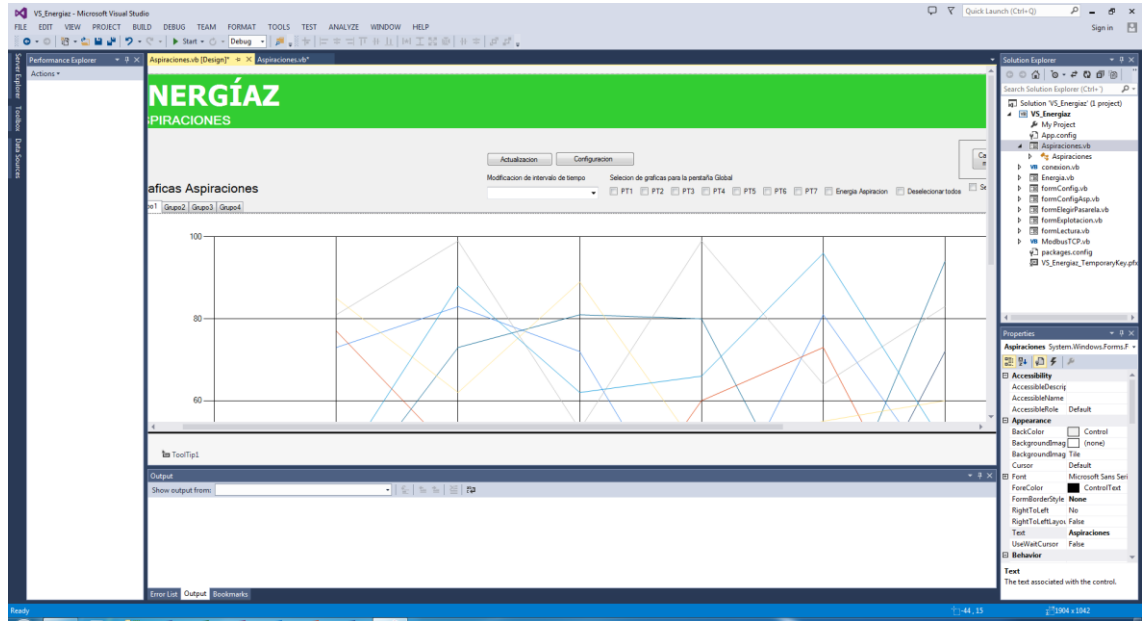 VS_Energiaz - Microsoft Visual Studio
Quick Launch (Ctrl+Q)
FILE EDIT VIEW PROJECT BUILD DEBUG TEAM FORMAT TOOLS TEST ANALYZE WINDOW HELP
Sign in
Start
Debug
Server Explorer
Toolbox
Data Sources
Performance Explorer
Actions
Aspiraciones.vb [Design]*
Aspiraciones.vb*
NERGÍAZ
SPIRACIONES
Actualizacion
Configuracion
Ca
Modificacion de intervalo de tiempo
Selecion de graficas para la pentaña Global
PT1 PT2 PT3 PT4 PT5 PT6 PT7 Energia Aspiracion Deselecionar todos
aficas Aspiraciones
Grupo2 Grupo3 Grupo4
100
80
60
ToolTip1
Output
Show output from:
Error List Output Bookmarks
Solution Explorer
Search Solution Explorer (Ctrl+ )
Solution 'VS_Energiaz' (1 project)
VS_Energiaz
My Project
App.config
Aspiraciones.vb
Aspiraciones
conexion.vb
Energia.vb
formConfig.vb
formConfigAsp.vb
formElegirPasarela.vb
formExplotacion.vb
formLectura.vb
ModbusTCP.vb
packages.config
VS_Energiaz_TemporaryKey.pfx
Properties
Aspiraciones System.Windows.Forms.F
Accessibility
AccessibleDescrip
AccessibleName
AccessibleRole Default
Appearance
BackColor Control
BackgroundImag (none)
BackgroundImag Tile
Cursor Default
Font Microsoft Sans Seri
ForeColor ControlText
FormBorderStyle None
RightToLeft No
RightToLeftLayou False
Text Aspiraciones
UseWaitCursor False
Behavior
Text
The text associated with the control.
Ready
-44 , 15
1904 x 1042